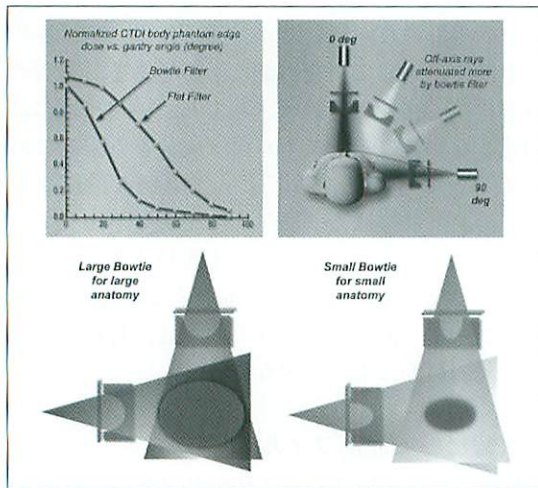 Normalized CTDI body phantom edge
dose vs. gantry angle (degree)
Bowtie Filter
Flat Filter
1.2
1.0
0.8
0.6
0.4
0.2
0.0
0
20
40
60
80
100
0 deg
Off-axis rays
attenuated more
by bowtie filter
90
deg
Large Bowtie
for large
anatomy
Small Bowtie
for small
anatomy